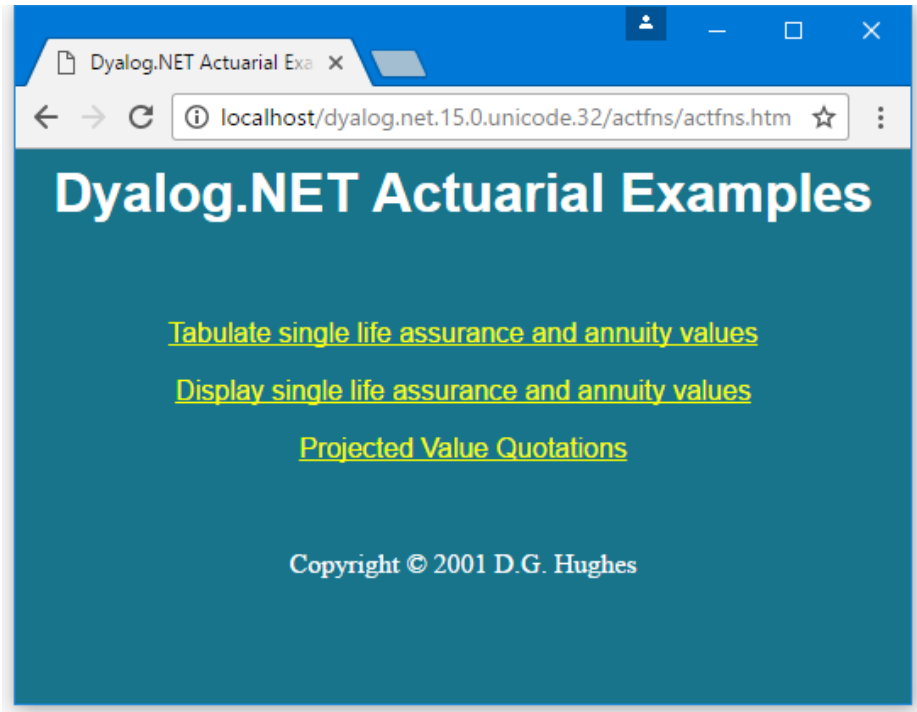 Dyalog.NET Actuarial Exa
localhost/dyalog.net.15.0.unicode.32/actfns/actfns.htm
Dyalog.NET Actuarial Examples
Tabulate single life assurance and annuity values
Display single life assurance and annuity values
Projected Value Quotations
Copyright © 2001 D.G. Hughes